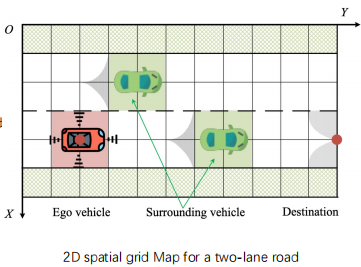 Y
O
X
Ego vehicle Surrounding vehicle Destination
2D spatial grid Map for a two-lane road